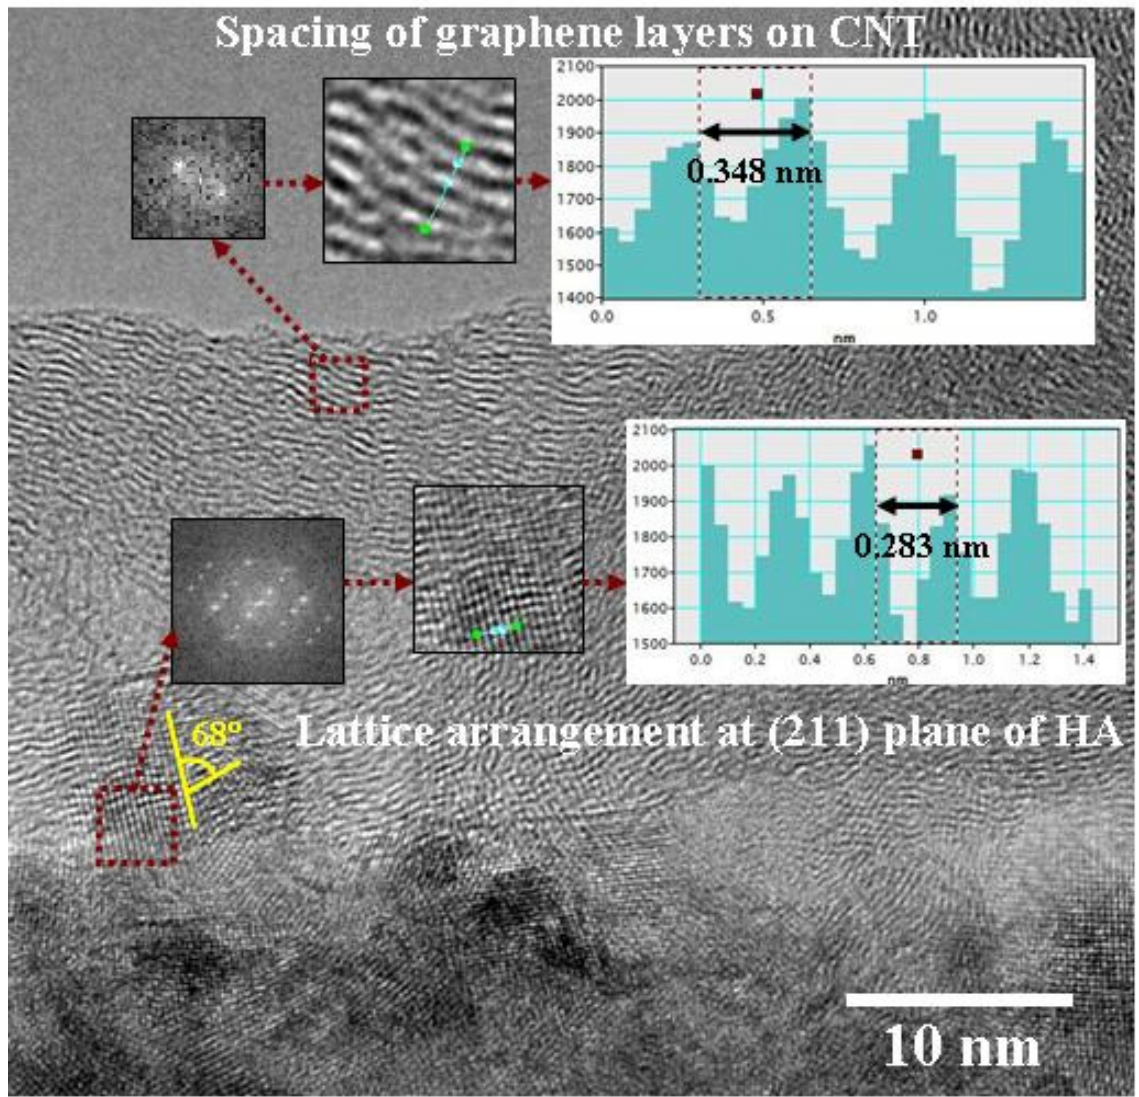 Spacing of graphene layers on CNT
2100
2000
1900
1800
1700
1600
1500
1400
0.348 nm
0.0 0.5 1.0
nm
2100
2000
1900
1800
1700
1600
1500
0.283 nm
0.0 0.2 0.4 0.6 0.8 0.9 1.0 1.2 1.4
nm
68°
Lattice arrangement at (211) plane of HA
10 nm